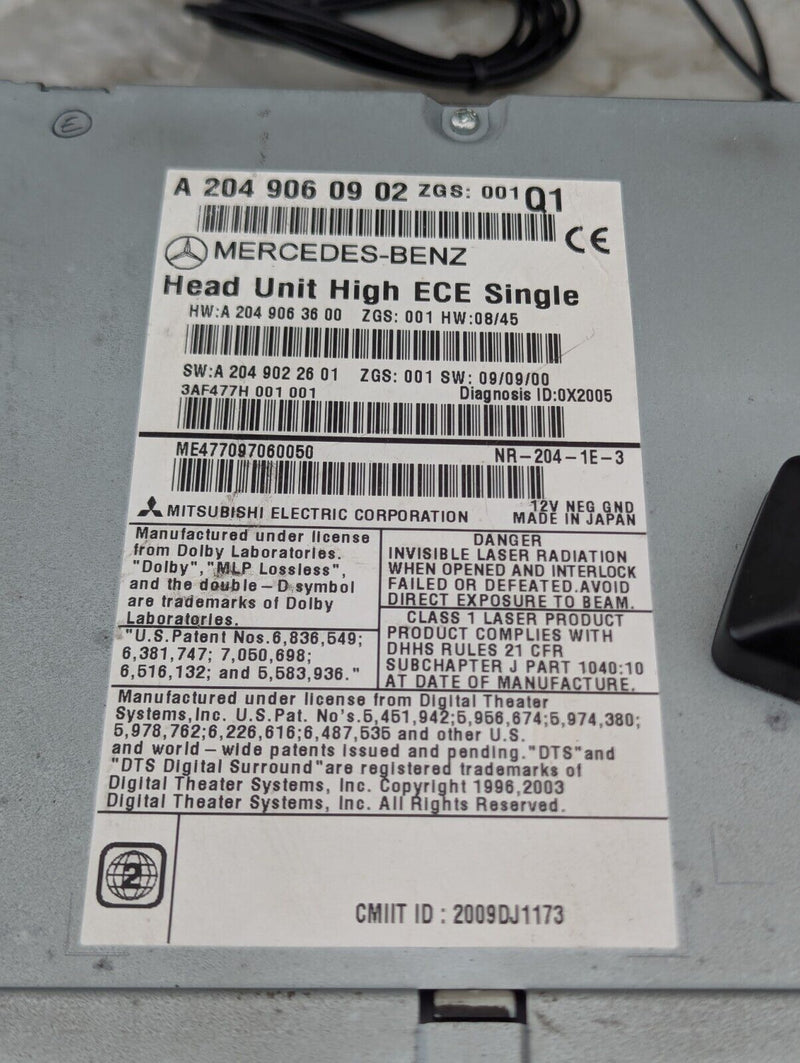 E
A 204 906 09 02 ZGS: 001 Q1
CE
MERCEDES-BENZ
Head Unit High ECE Single
HW:A 204 906 36 00 ZGS: 001 HW:08/45
SW:A 204 902 26 01 ZGS: 001 SW: 09/09/00
3AF477H 001 001 Diagnosis ID:0X2005
ME477097060050 NR-204-1E-3
MITSUBISHI ELECTRIC CORPORATION
12V NEG GND
MADE IN JAPAN
Manufactured under license
from Dolby Laboratories.
"Dolby","MLP Lossless",
and the double-D symbol
are trademarks of Dolby
Laboratories.
"U.S.Patent Nos.6,836,549;
6,381,747; 7,050,698;
6,516,132; and 5,583,936."
DANGER
INVISIBLE LASER RADIATION
WHEN OPENED AND INTERLOCK
FAILED OR DEFEATED.AVOID
DIRECT EXPOSURE TO BEAM.
CLASS 1 LASER PRODUCT
PRODUCT COMPLIES WITH
DHHS RULES 21 CFR
SUBCHAPTER J PART 1040:10
AT DATE OF MANUFACTURE.
Manufactured under license from Digital Theater
Systems,Inc. U.S.Pat. No's.5,451,942;5,956,674;5,974,380;
5,978,762;6,226,616;6,487,535 and other U.S.
and world-wide patents issued and pending."DTS"and
"DTS Digital Surround"are registered trademarks of
Digital Theater Systems, Inc. Copyright 1996,2003
Digital Theater Systems, Inc. All Rights Reserved.
2
CMIIT ID : 2009DJ1173